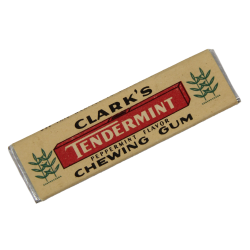 CLARK'S
TENDERMINT
PEPPERMINT FLAVOR
CHEWING GUM